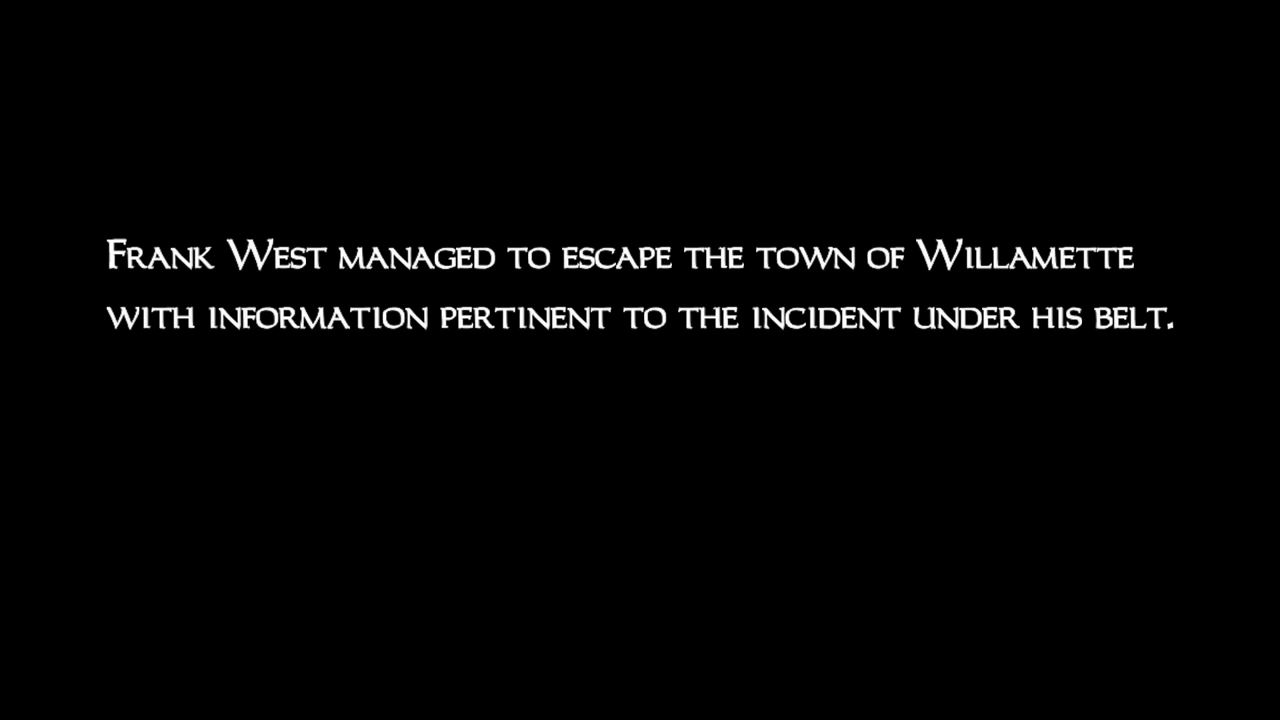 Frank West managed to escape the town of Willamette
with information pertinent to the incident under his belt.